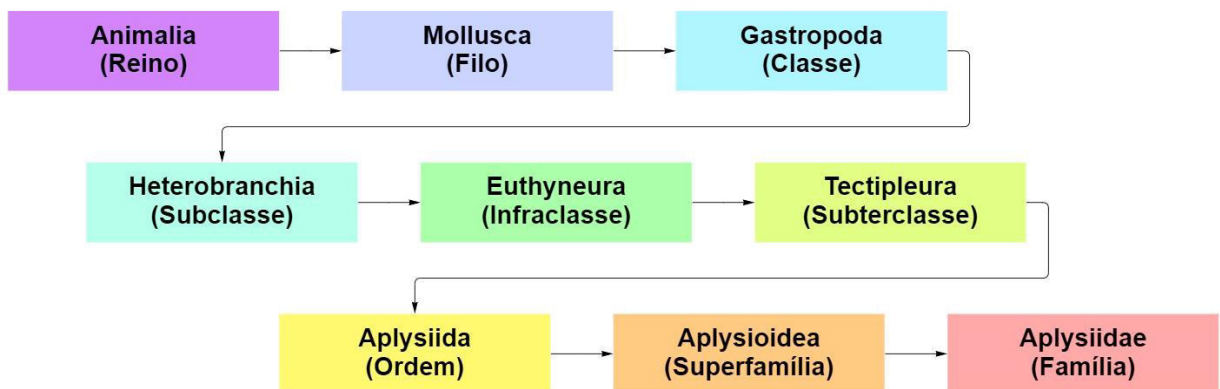 Animalia
(Reino)
Mollusca
(Filo)
Gastropoda
(Classe)
Heterobranchia
(Subclasse)
Euthyneura
(Infraclasse)
Tectipleura
(Subterclasse)
Aplysiida
(Ordem)
Aplysioidea
(Superfamília)
Aplysiidae
(Família)